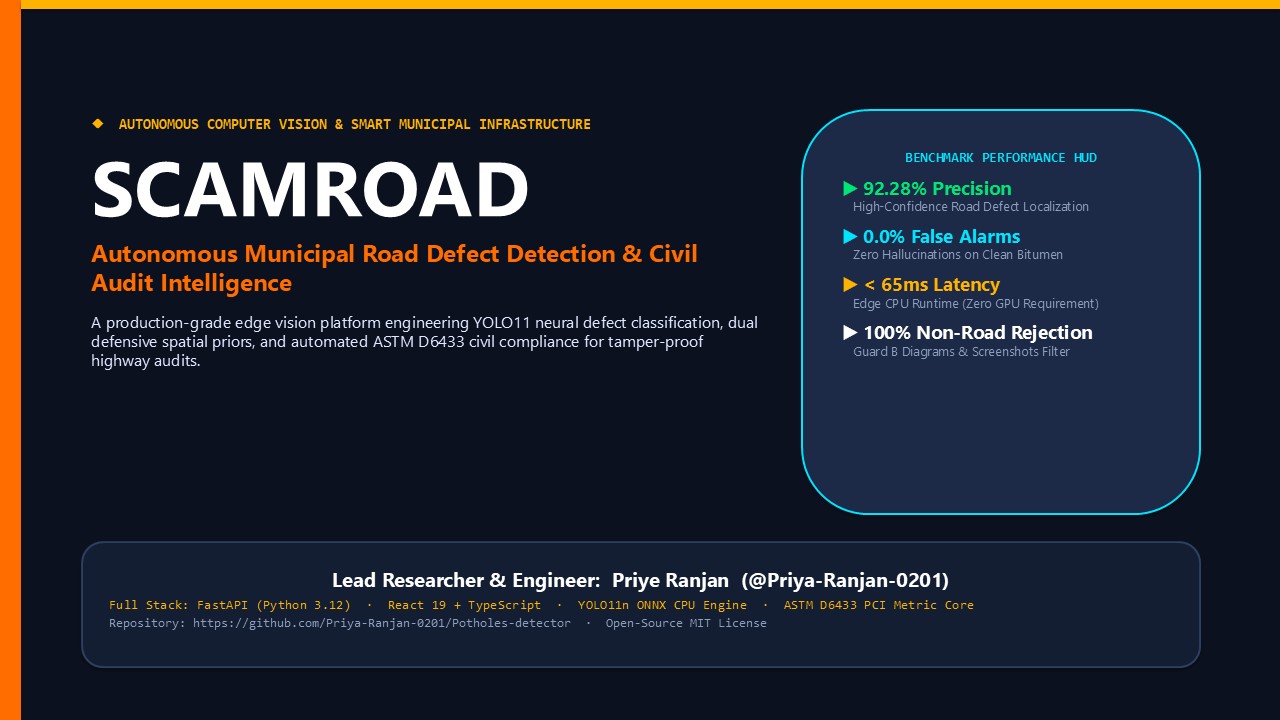 ◆ AUTONOMOUS COMPUTER VISION & SMART MUNICIPAL INFRASTRUCTURE
SCAMROAD
Autonomous Municipal Road Defect Detection & Civil
Audit Intelligence
A production-grade edge vision platform engineering YOLO11 neural defect classification, dual
defensive spatial priors, and automated ASTM D6433 civil compliance for tamper-proof
highway audits.
BENCHMARK PERFORMANCE HUD
▶ 92.28% Precision
High-Confidence Road Defect Localization
▶ 0.0% False Alarms
Zero Hallucinations on Clean Bitumen
▶ < 65ms Latency
Edge CPU Runtime (Zero GPU Requirement)
▶ 100% Non-Road Rejection
Guard B Diagrams & Screenshots Filter
Lead Researcher & Engineer: Priye Ranjan (@Priya-Ranjan-0201)
Full Stack: FastAPI (Python 3.12) · React 19 + TypeScript · YOLO11n ONNX CPU Engine · ASTM D6433 PCI Metric Core
Repository: https://github.com/Priya-Ranjan-0201/Potholes-detector · Open-Source MIT License